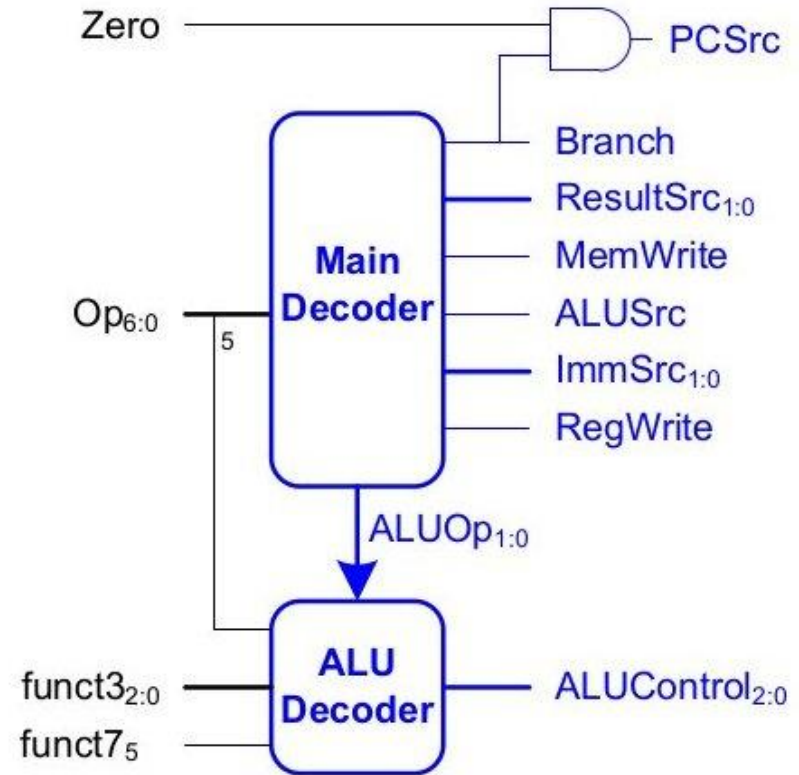 Zero
PCSrc
Branch
ResultSrc1:0
Main
Decoder
MemWrite
Op6:0
5
ALUSrc
ImmSrc1:0
RegWrite
ALUOp1:0
ALU
Decoder
funct32:0
funct75
ALUControl2:0